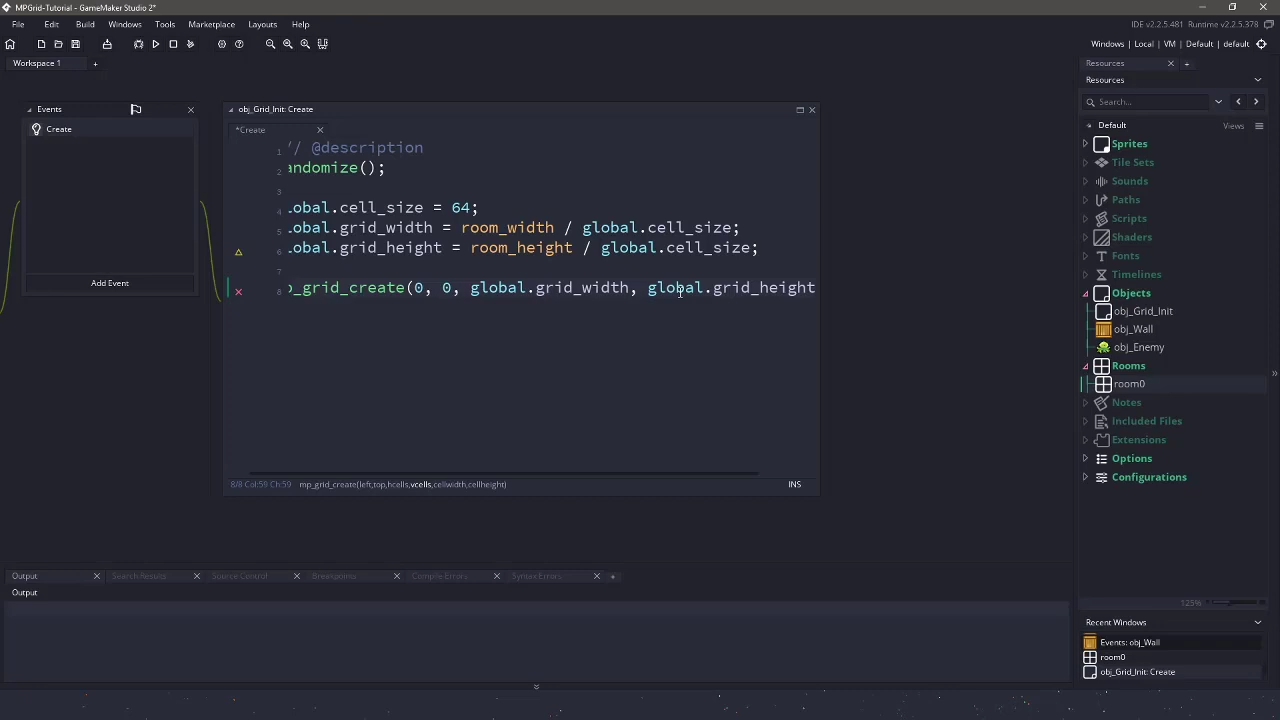 MPGrid-Tutorial - GameMaker Studio 2*
File Edit Build Windows Tools Marketplace Layouts Help
IDE v2.2.5.481 Runtime v2.2.5.378
Windows | Local | VM | Default | default
Workspace 1 +
Resources
Resources
Search...
Default Views
Sprites
Tile Sets
Sounds
Paths
Scripts
Shaders
Fonts
Timelines
Objects
obj_Grid_Init
obj_Wall
obj_Enemy
Rooms
room0
Notes
Included Files
Extensions
Options
Configurations
125%
Recent Windows
Events: obj_Wall
room0
obj_Grid_Init: Create
Events
Create
Add Event
obj_Grid_Init: Create
*Create
1 '/ @description
2 andomize();
3
4 lobal.cell_size = 64;
5 lobal.grid_width = room_width / global.cell_size;
6 lobal.grid_height = room_height / global.cell_size;
7
8 p_grid_create(0, 0, global.grid_width, global.grid_height
8/8 Col:59 Ch:59 mp_grid_create(left,top,hcells,vcells,cellwidth,cellheight) INS
Output Search Results Source Control Breakpoints Compile Errors Syntax Errors +
Output